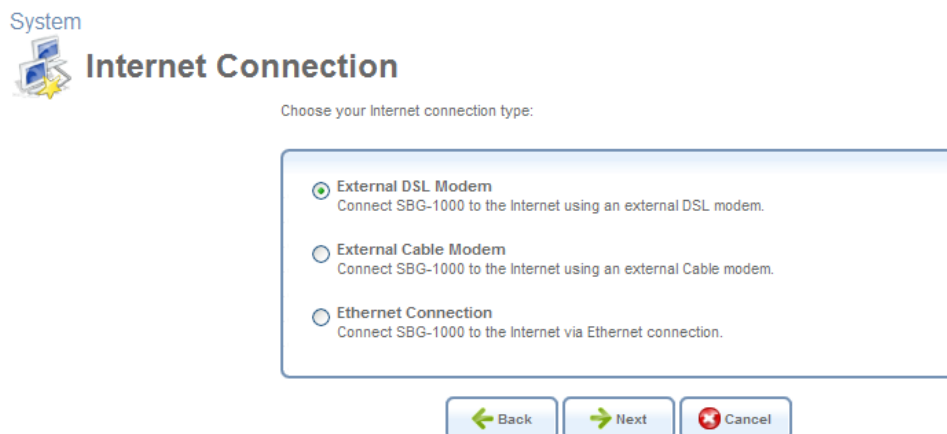 System
Internet Connection
Choose your Internet connection type:
External DSL Modem
Connect SBG-1000 to the Internet using an external DSL modem.
External Cable Modem
Connect SBG-1000 to the Internet using an external Cable modem.
Ethernet Connection
Connect SBG-1000 to the Internet via Ethernet connection.
Back Next Cancel